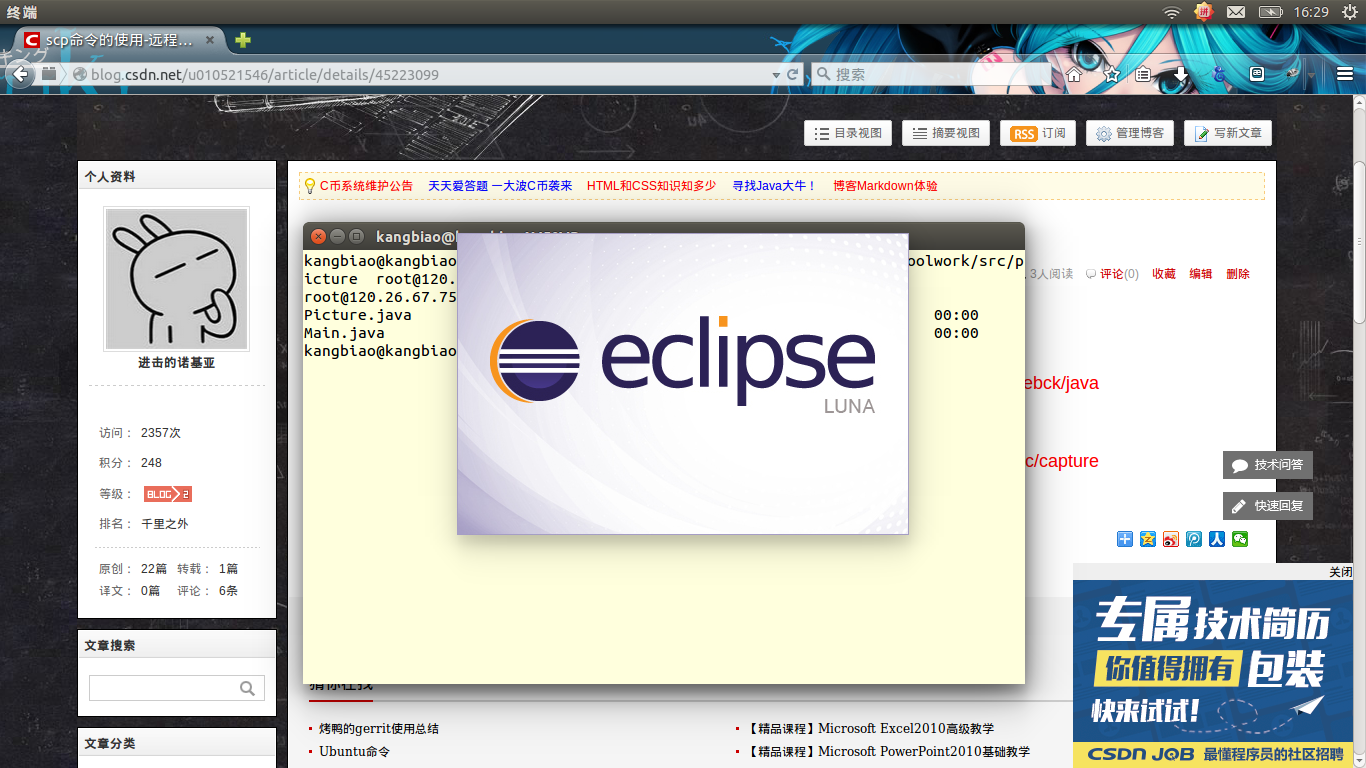 终端
16:29
scp命令的使用-远程...
キング
blog.csdn.net/u010521546/article/details/45223099
搜索
目录视图
摘要视图
RSS 订阅
管理博客
写新文章
个人资料
进击的诺基亚
访问： 2357次
积分： 248
等级： BLOG 2
排名： 千里之外
原创： 22篇 转载： 1篇
译文： 0篇 评论： 6条
文章搜索
文章分类
C币系统维护公告 天天爱答题 一大波C币袭来 HTML和CSS知识知多少 寻找Java大牛！ 博客Markdown体验
3人阅读 评论(0) 收藏 编辑 删除
kangbiao@
kangbiao@kangbiao oolwork/src/p
icture root@120.
root@120.26.67.75
Picture.java 00:00
Main.java 00:00
kangbiao@kangbiao
eclipse
LUNA
ebck/java
c/capture
技术问答
快速回复
猜你在找
烤鸭的gerrit使用总结
Ubuntu命令
【精品课程】Microsoft Excel2010高级教学
【精品课程】Microsoft PowerPoint2010基础教学
关闭
专属技术简历
你值得拥有 包装
快来试试!
CSDN JOB 最懂程序员的社区招聘